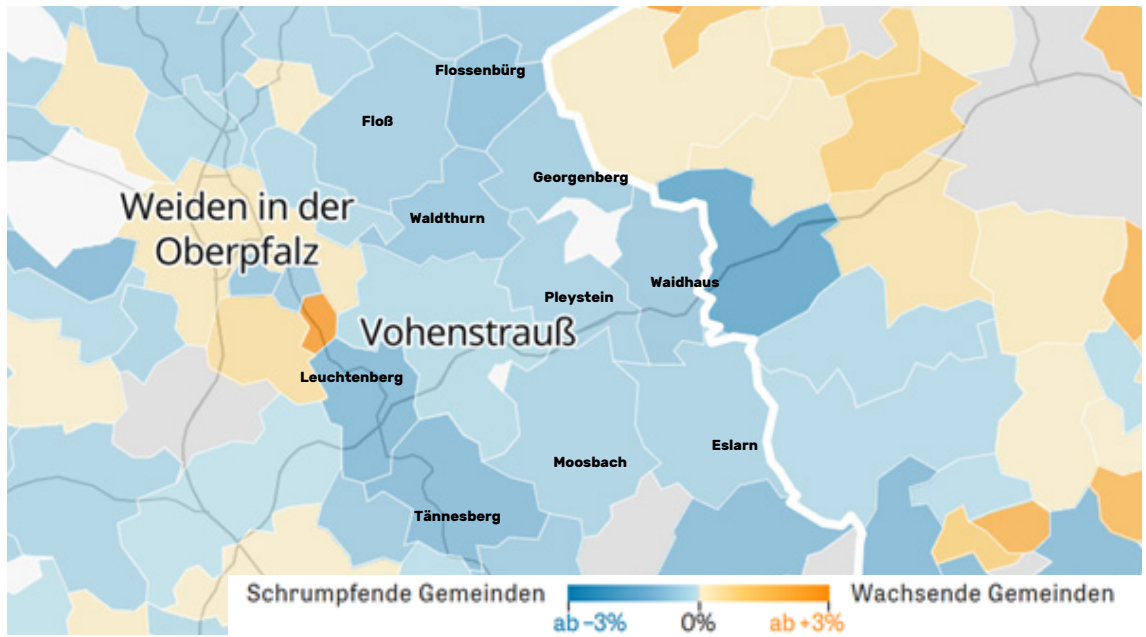 Flossenbürg
Floß
Georgenberg
Weiden in der
Oberpfalz
Waldthurn
Waidhaus
Pleystein
Vohenstrauß
Leuchtenberg
Eslarn
Moosbach
Tännesberg
Schrumpfende Gemeinden
Wachsende Gemeinden
ab −3%
0%
ab +3%